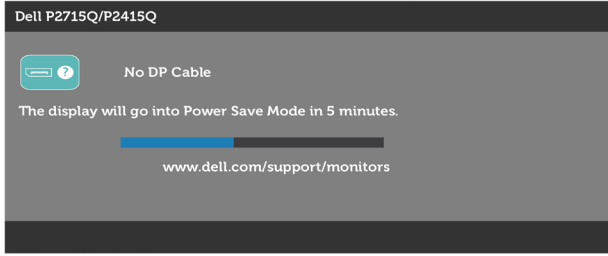 Dell P2715Q/P2415Q
?
No DP Cable
The display will go into Power Save Mode in 5 minutes.
www.dell.com/support/monitors